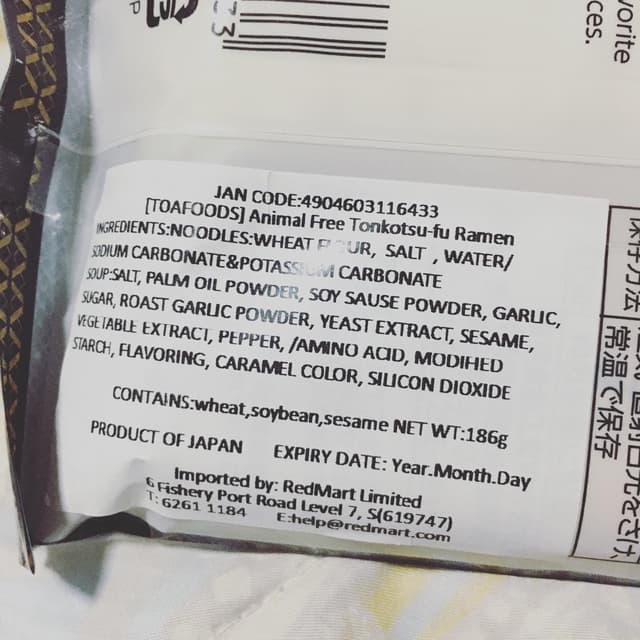 vorite
ces.
JAN CODE:4904603116433
[TOAFOODS] Animal Free Tonkotsu-fu Ramen
INGREDIENTS:NOODLES:WHEAT FLOUR, SALT , WATER/
SODIUM CARBONATE&POTASSIUM CARBONATE
SOUP:SALT, PALM OIL POWDER, SOY SAUSE POWDER, GARLIC,
SUGAR, ROAST GARLIC POWDER, YEAST EXTRACT, SESAME,
VEGETABLE EXTRACT, PEPPER, /AMINO ACID, MODIHED
STARCH, FLAVORING, CARAMEL COLOR, SILICON DIOXIDE
CONTAINS:wheat,soybean,sesame NET WT:186g
PRODUCT OF JAPAN EXPIRY DATE: Year.Month.Day
Imported by: RedMart Limited
6 Fishery Port Road Level 7, S(619747)
T: 6261 1184 E:help@redmart.com
保存方法
常温で保存